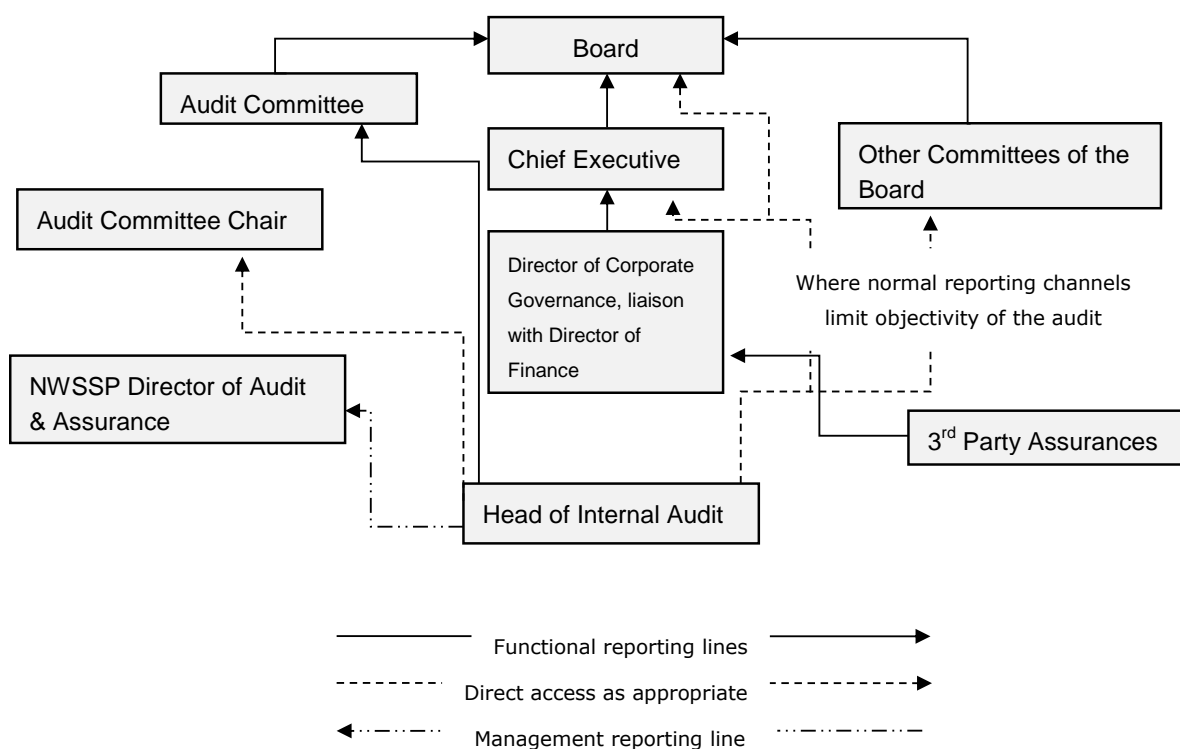 Board
Audit Committee
Chief Executive
Other Committees of the
Board
Audit Committee Chair
Director of Corporate
Governance, liaison
with Director of
Finance
Where normal reporting channels
limit objectivity of the audit
NWSSP Director of Audit
& Assurance
3rd Party Assurances
Head of Internal Audit
Functional reporting lines
Direct access as appropriate
Management reporting line